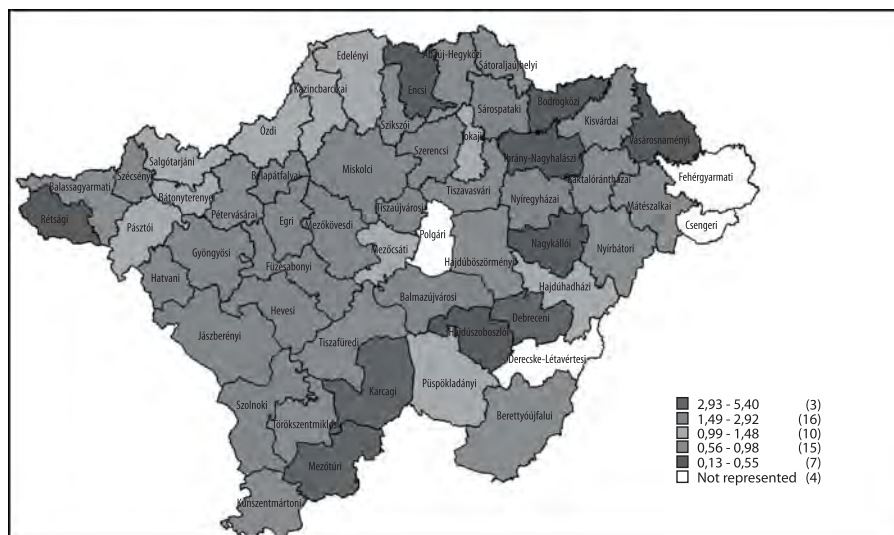 Edelényi
Abaúj-Hegyközi
Sátoraljaújhelyi
Kazincbarcikai
Encsi
Bodrogközi
Sárospataki
Kisvárdai
Ózdi
Szikszói
Vásárosnaményi
Szerencsi
Tokaji
Ibrány-Nagyhalászi
Salgótarjáni
Szécsényi
Balassagyarmati
Bátonyterenyei
Bélapátfalvai
Miskolci
Baktalórántházai
Fehérgyarmati
Tiszavasvári
Nyíregyházai
Mátészalkai
Rétsági
Pásztói
Pétervásárai
Egri
Mezőkövesdi
Tiszaújvárosi
Csengeri
Polgári
Mezőcsáti
Nagykállói
Nyírbátori
Gyöngyösi
Füzesabonyi
Hajdúböszörményi
Hatvani
Hajdúhadházi
Balmazújvárosi
Hevesi
Debreceni
Jászberényi
Tiszafüredi
Hajdúszoboszlói
Derecske-Létavértesi
Karcagi
Püspökladányi
Szolnoki
Törökszentmiklósi
Berettyóújfalui
Mezőtúri
Kunszentmártoni
2,93 - 5,40 (3)
1,49 - 2,92 (16)
0,99 - 1,48 (10)
0,56 - 0,98 (15)
0,13 - 0,55 (7)
Not represented (4)